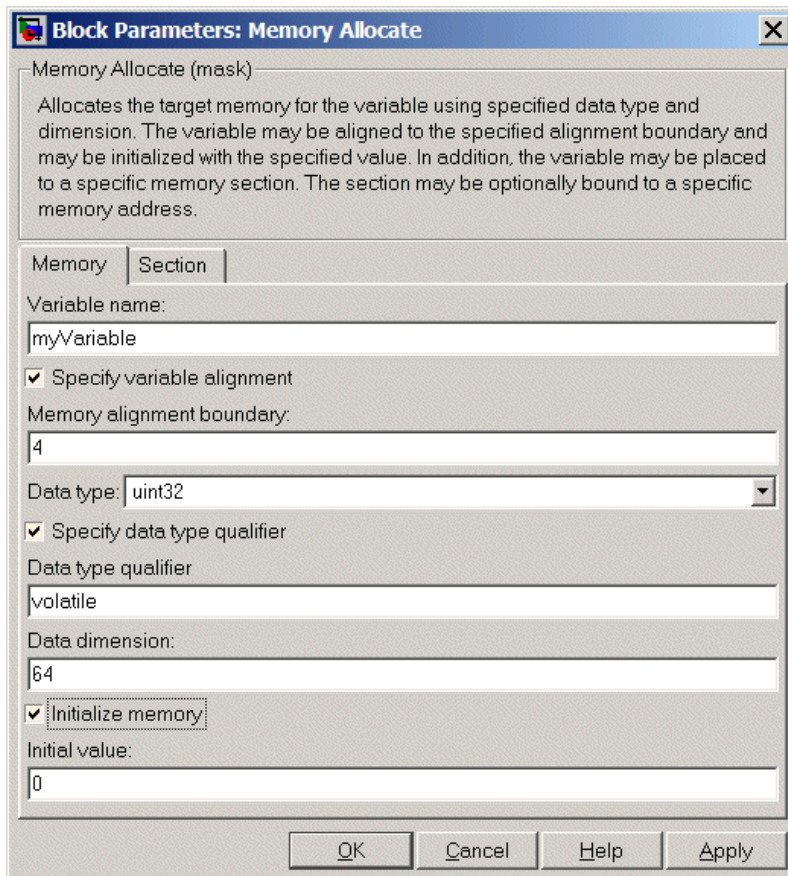 Block Parameters: Memory Allocate
Memory Allocate (mask)
Allocates the target memory for the variable using specified data type and
dimension. The variable may be aligned to the specified alignment boundary and
may be initialized with the specified value. In addition, the variable may be placed
to a specific memory section. The section may be optionally bound to a specific
memory address.
Memory Section
Variable name:
myVariable
Specify variable alignment
Memory alignment boundary:
4
Data type: uint32
Specify data type qualifier
Data type qualifier
volatile
Data dimension:
64
Initialize memory
Initial value:
0
OK Cancel Help Apply